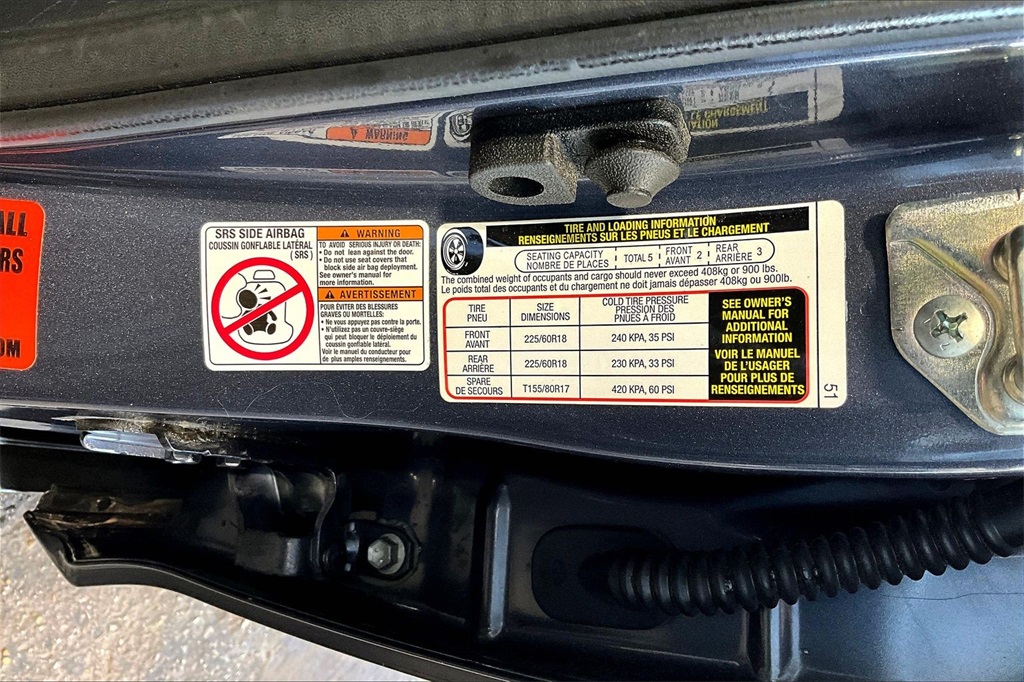 ALL
RS
OM
SRS SIDE AIRBAG
COUSSIN GONFLABLE LATÉRAL
(SRS)
⚠ WARNING
TO AVOID SERIOUS INJURY OR DEATH:
• Do not lean against the door.
• Do not use seat covers that
block side air bag deployment.
See owner's manual for
more information.
⚠ AVERTISSEMENT
POUR ÉVITER DES BLESSURES
GRAVES OU MORTELLES:
• Ne vous appuyez pas contre la porte.
• N'utilizez pas un couvre-siège
qui peut bloquer le déploiement du
coussin gonflable latéral.
Voir le manuel du conducteur pour
de plus amples renseignements.
TIRE AND LOADING INFORMATION
RENSEIGNEMENTS SUR LES PNEUS ET LE CHARGEMENT
SEATING CAPACITY
NOMBRE DE PLACES
TOTAL 5
FRONT
AVANT 2
REAR
ARRIÈRE 3
The combined weight of occupants and cargo should never exceed 408kg or 900 lbs.
Le poids total des occupants et du chargement ne doit jamais dépasser 408kg ou 900lb.
TIRE
PNEU
SIZE
DIMENSIONS
COLD TIRE PRESSURE
PRESSION DES
PNUES A FROID
FRONT
AVANT
225/60R18
240 KPA, 35 PSI
REAR
ARRIÈRE
225/60R18
230 KPA, 33 PSI
SPARE
DE SECOURS
T155/80R17
420 KPA, 60 PSI
SEE OWNER'S
MANUAL FOR
ADDITIONAL
INFORMATION
VOIR LE MANUEL
DE L'USAGER
POUR PLUS DE
RENSEIGNEMENTS
51